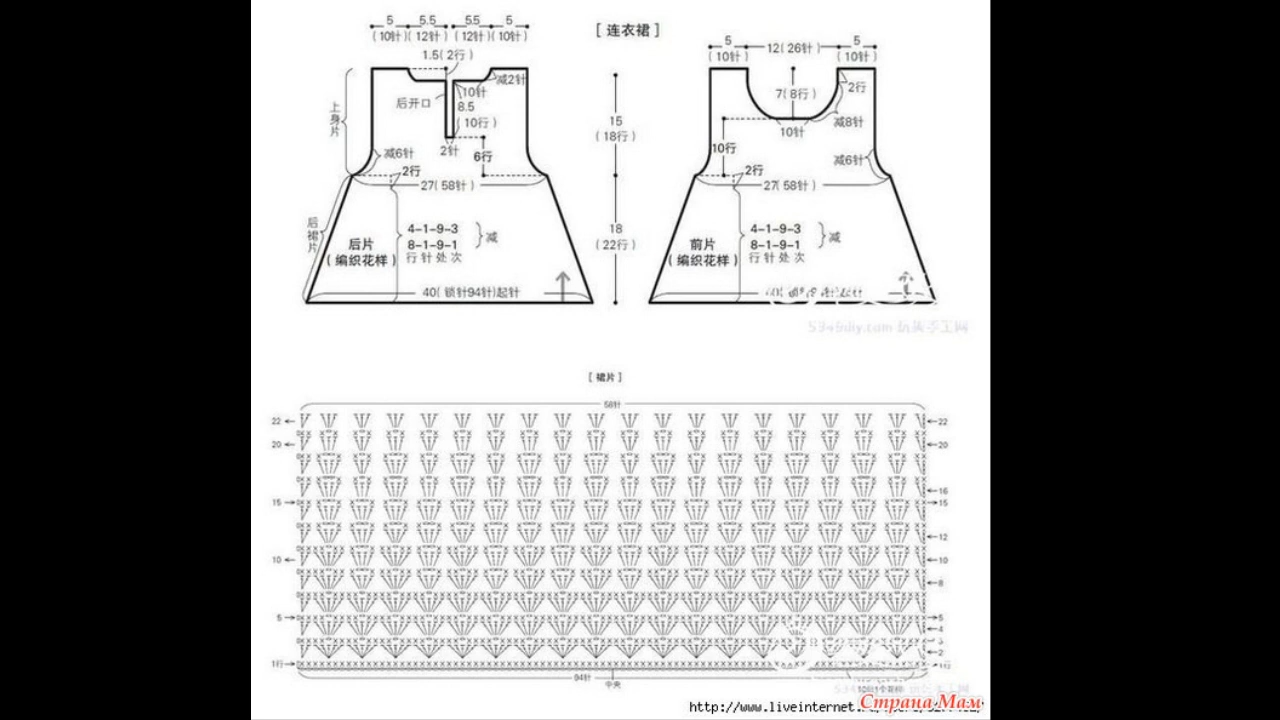 [ 连衣裙 ]
5 5.5 5.5 5
(10针) (12针) (12针) (10针)
1.5(2行)
减2针
10针
后开口
8.5
(10行)
上身片
减6针
2针
6行
2行
27(58针)
后裙片
后片
(编织花样)
4-1-9-3
8-1-9-1
减
行 针 处 次
40(锁针94针)起针
15
(18行)
18
(22行)
5 12(26针) 5
(10针) (10针)
7(8行)
2行
10针
减8针
10行
减6针
2行
27(58针)
前片
(编织花样)
4-1-9-3
8-1-9-1
减
行 针 处 次
[ 裙片 ]
58针
22 22
20 20
16
15 15
12
10 10
8
5 5
4
3
2
1行 1行
94针
中央
Страна Мам